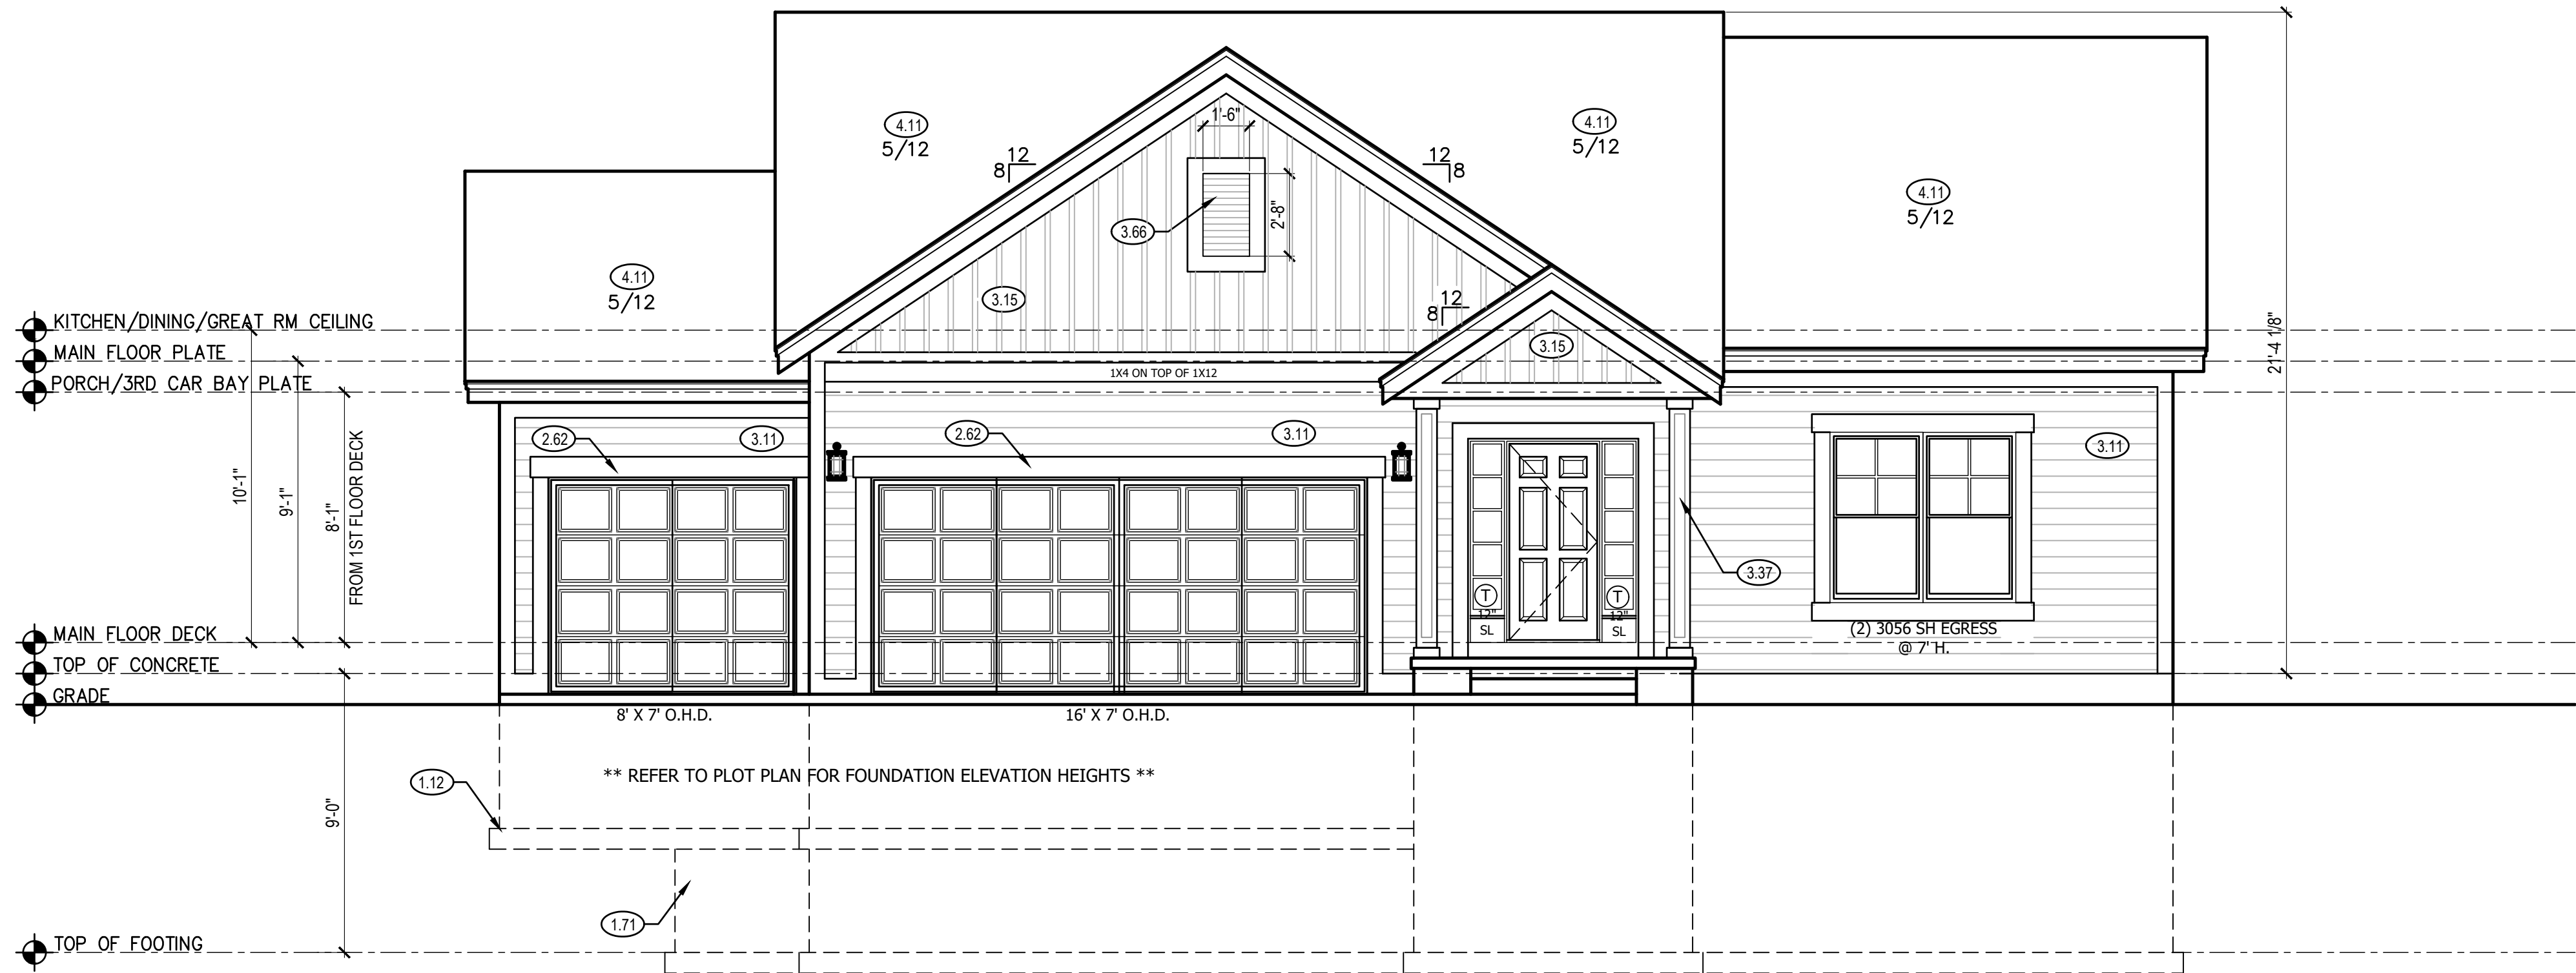 21'-4 1/8"
1'-6"
4.11
5/12
4.11
5/12
12
8
12
8
4.11
5/12
2'-8"
3.66
4.11
5/12
3.15
12
8
KITCHEN/DINING/GREAT RM CEILING
MAIN FLOOR PLATE
PORCH/3RD CAR BAY PLATE
3.15
1X4 ON TOP OF 1X12
2.62
3.11
2.62
3.11
3.11
10'-1"
9'-1"
8'-1"
FROM 1ST FLOOR DECK
3.37
T
12"
SL
T
12"
SL
(2) 3056 SH EGRESS
@ 7' H.
MAIN FLOOR DECK
TOP OF CONCRETE
GRADE
8' X 7' O.H.D.
16' X 7' O.H.D.
** REFER TO PLOT PLAN FOR FOUNDATION ELEVATION HEIGHTS **
1.12
9'-0"
1.71
TOP OF FOOTING